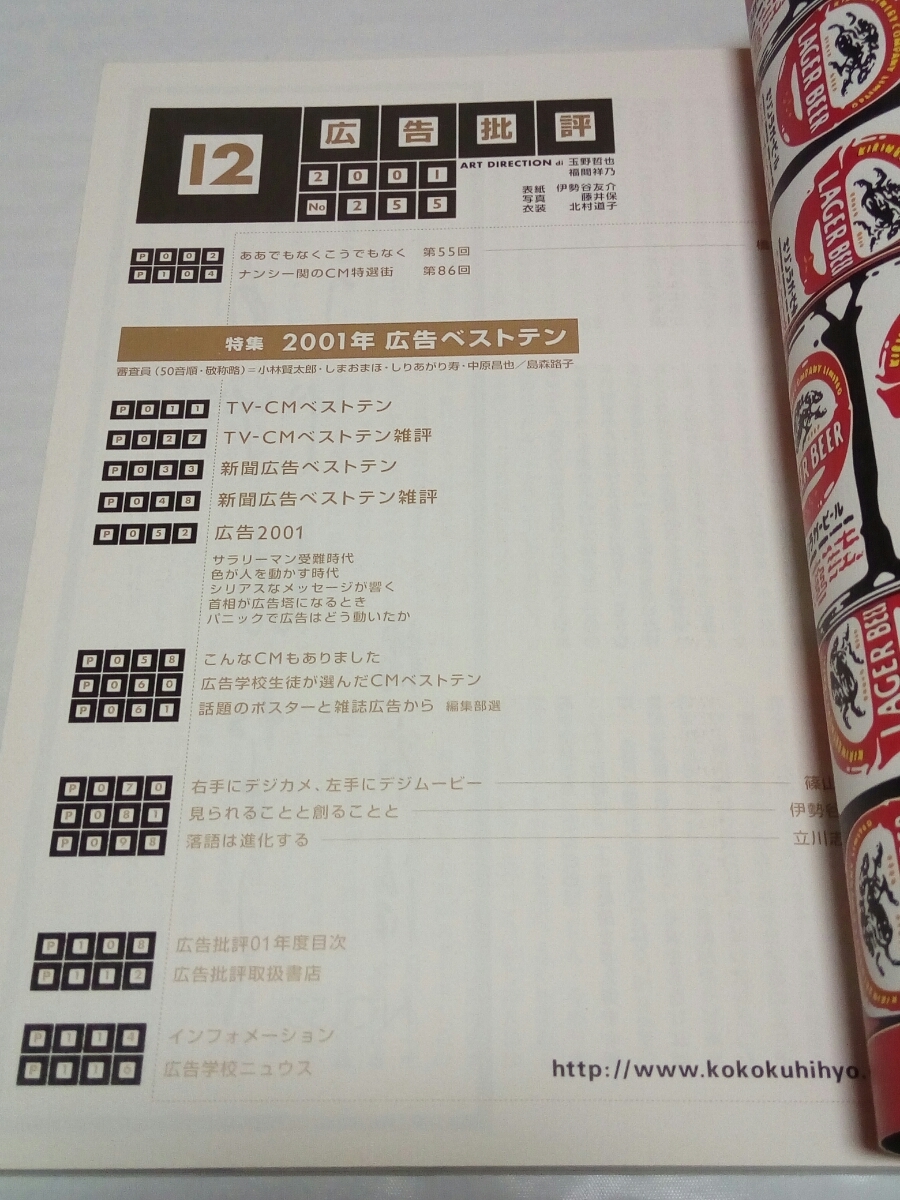 12
広告批評
2001
No 255
ART DIRECTION di 玉野哲也
福間祥乃
表紙 伊勢谷友介
写真 藤井保
衣装 北村道子
P002 ああでもなくこうでもなく 第55回
P104 ナンシー関のCM特選街 第86回
特集 2001年 広告ベストテン
審査員（50音順・敬称略）＝小林賢太郎・しまおまほ・しりあがり寿・中原昌也／島森路子
P011 TV-CMベストテン
P027 TV-CMベストテン雑評
P033 新聞広告ベストテン
P048 新聞広告ベストテン雑評
P052 広告2001
サラリーマン受難時代
色が人を動かす時代
シリアスなメッセージが響く
首相が広告塔になるとき
パニックで広告はどう動いたか
P058 こんなCMもありました
P060 広告学校生徒が選んだCMベストテン
P061 話題のポスターと雑誌広告から 編集部選
P070 右手にデジカメ、左手にデジムービー 篠山
P081 見られることと創ることと 伊勢谷
P098 落語は進化する 立川志
P108 広告批評01年度目次
P112 広告批評取扱書店
P114 インフォメーション
P116 広告学校ニュウス
http://www.kokokuhihyo.
LAGER BEER
LAGER BEER
LAGER BEER